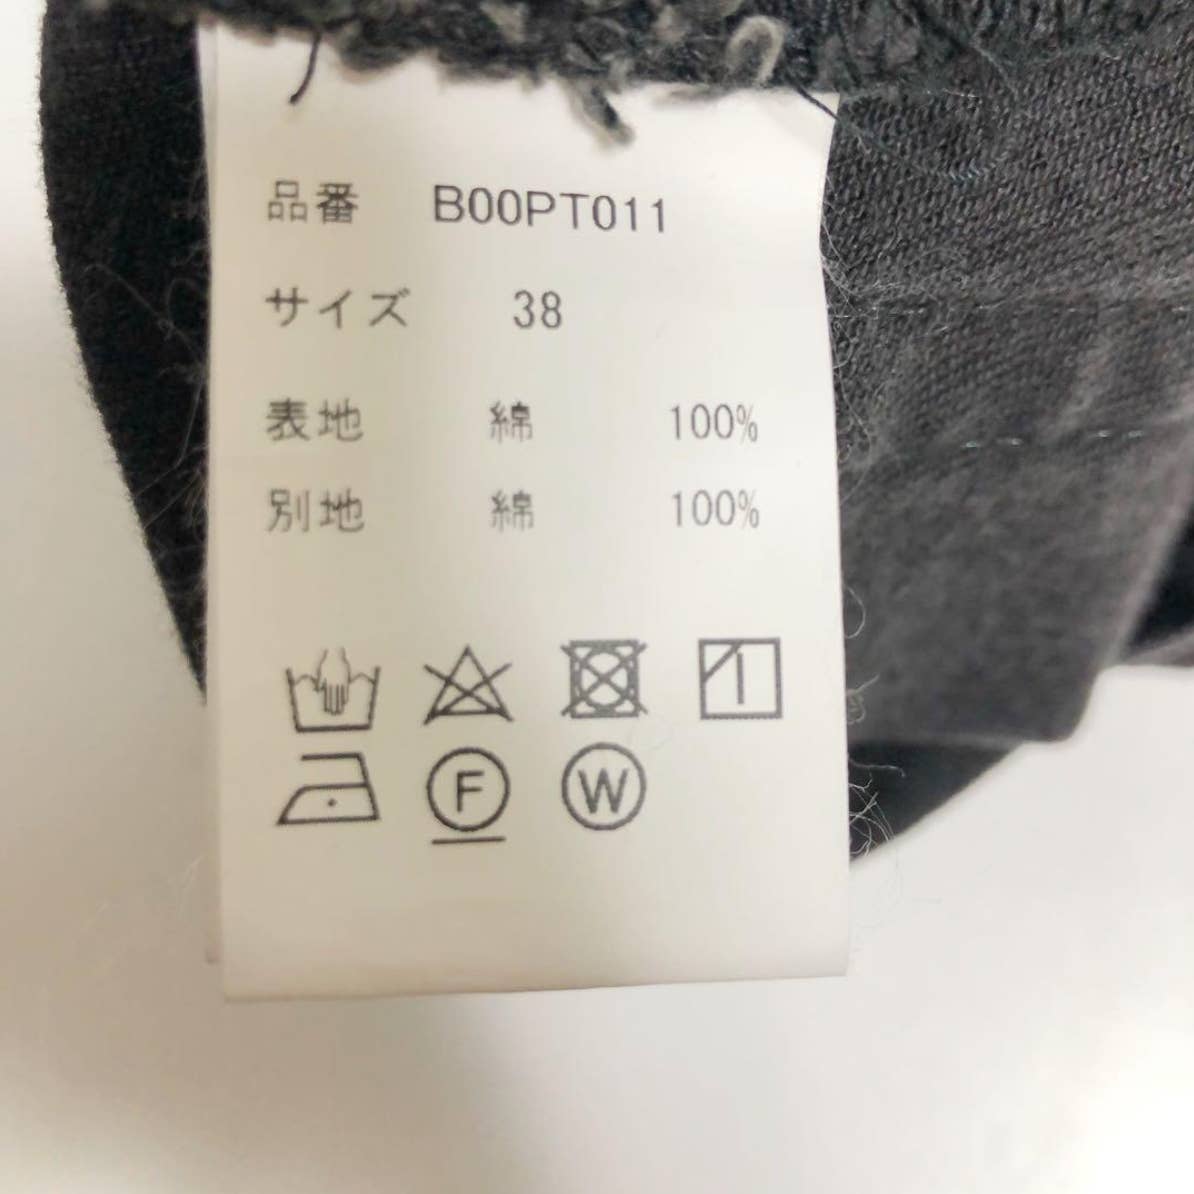 品番 B00PT011
サイズ 38
表地 綿 100%
別地 綿 100%
F W